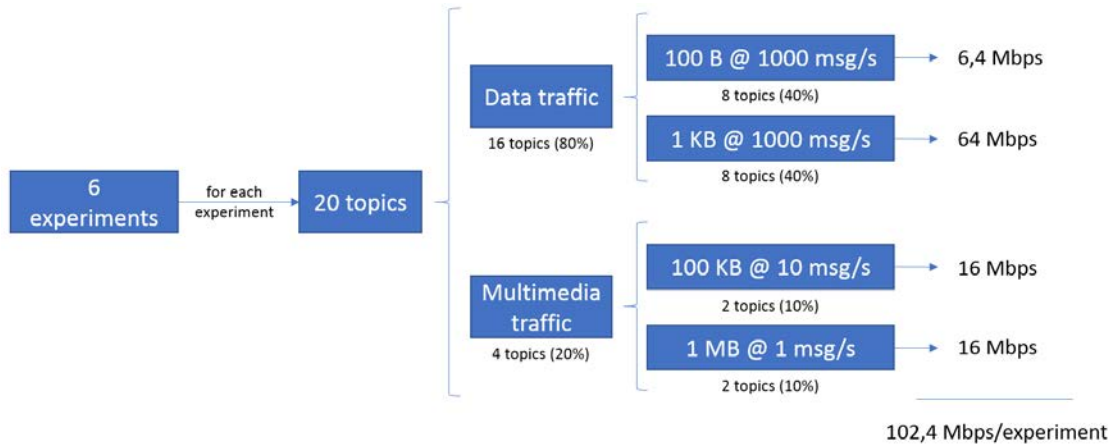 6
experiments
for each
experiment
20 topics
Data traffic
16 topics (80%)
100 B @ 1000 msg/s
8 topics (40%)
6,4 Mbps
1 KB @ 1000 msg/s
8 topics (40%)
64 Mbps
Multimedia
traffic
4 topics (20%)
100 KB @ 10 msg/s
2 topics (10%)
16 Mbps
1 MB @ 1 msg/s
2 topics (10%)
16 Mbps
102,4 Mbps/experiment